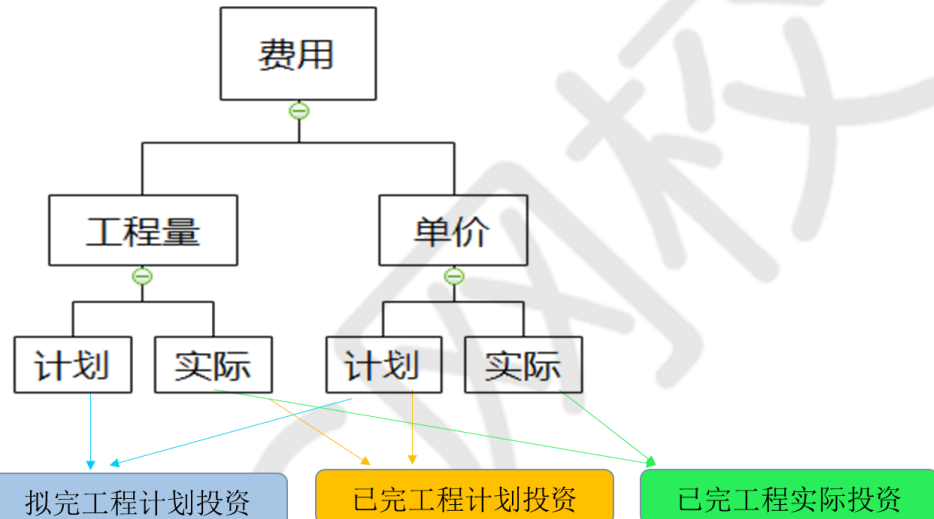 费用
工程量
单价
计划
实际
计划
实际
拟完工程计划投资
已完工程计划投资
已完工程实际投资
网校